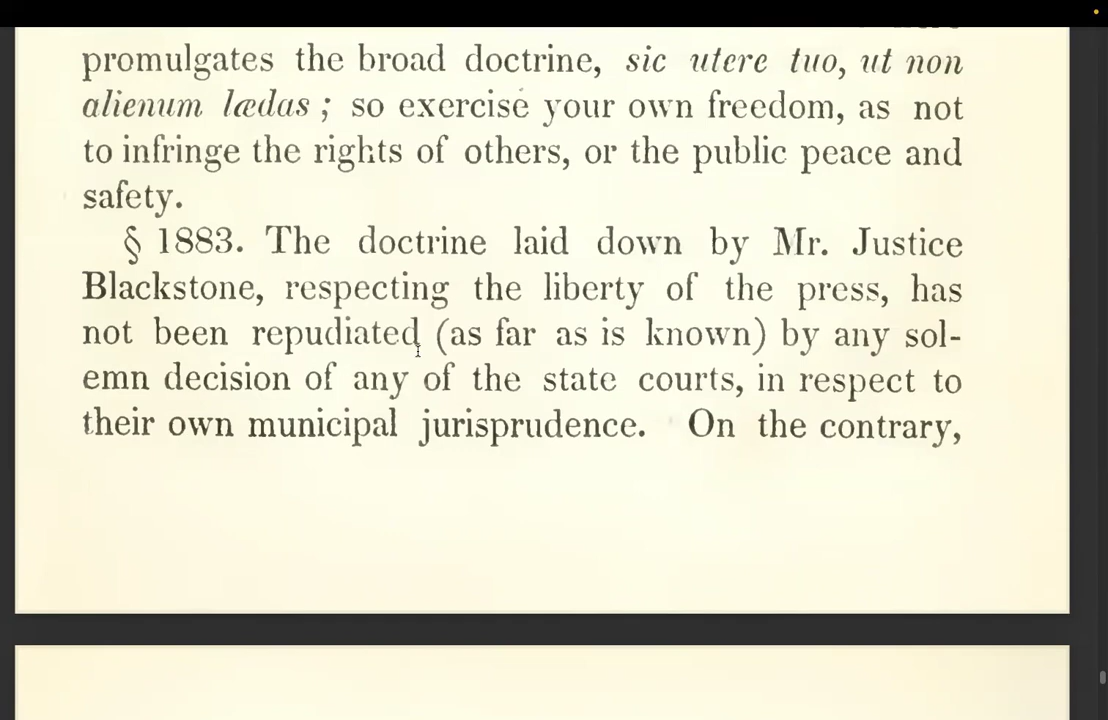 promulgates the broad doctrine, sic utere tuo, ut non
alienum lædas ; so exercise your own freedom, as not
to infringe the rights of others, or the public peace and
safety.
§ 1883. The doctrine laid down by Mr. Justice
Blackstone, respecting the liberty of the press, has
not been repudiated (as far as is known) by any sol-
emn decision of any of the state courts, in respect to
their own municipal jurisprudence. On the contrary,